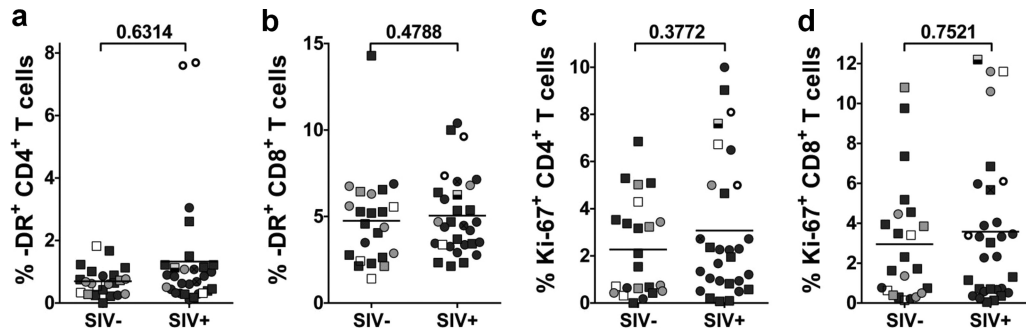 a
0.6314
% -DR+ CD4+ T cells
8
6
4
2
0
SIV- SIV+
b
0.4788
% -DR+ CD8+ T cells
15
10
5
0
SIV- SIV+
c
0.3772
% Ki-67+ CD4+ T cells
10
8
6
4
2
0
SIV- SIV+
d
0.7521
% Ki-67+ CD8+ T cells
12
10
8
6
4
2
0
SIV- SIV+